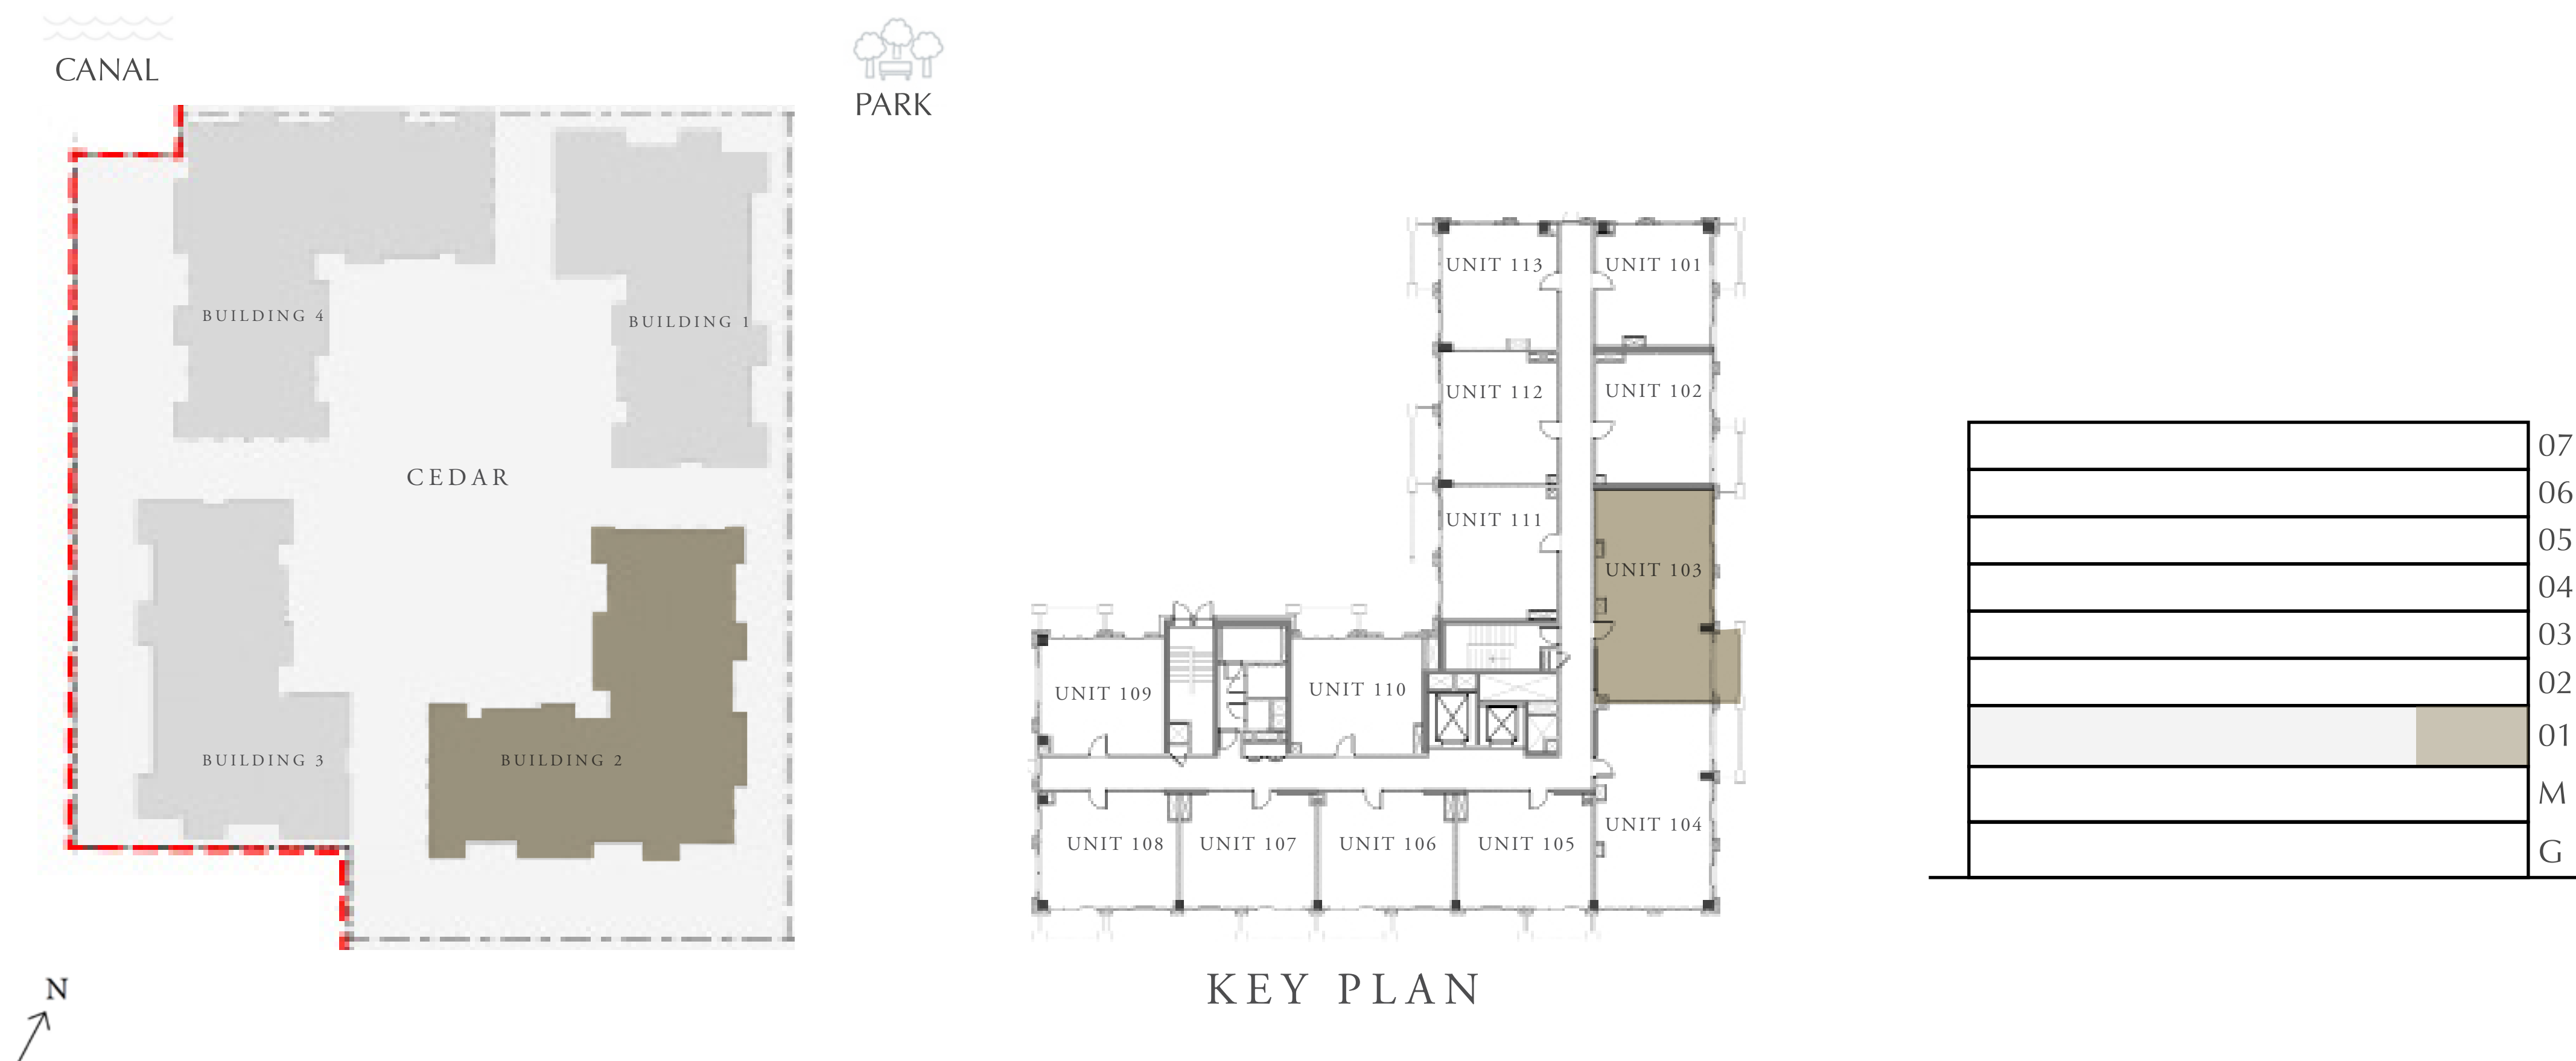 CANAL
PARK
BUILDING 4
BUILDING 1
CEDAR
BUILDING 3
BUILDING 2
N
UNIT 113
UNIT 101
UNIT 112
UNIT 102
UNIT 111
UNIT 103
UNIT 109
UNIT 110
UNIT 108
UNIT 107
UNIT 106
UNIT 105
UNIT 104
KEY PLAN
07
06
05
04
03
02
01
M
G